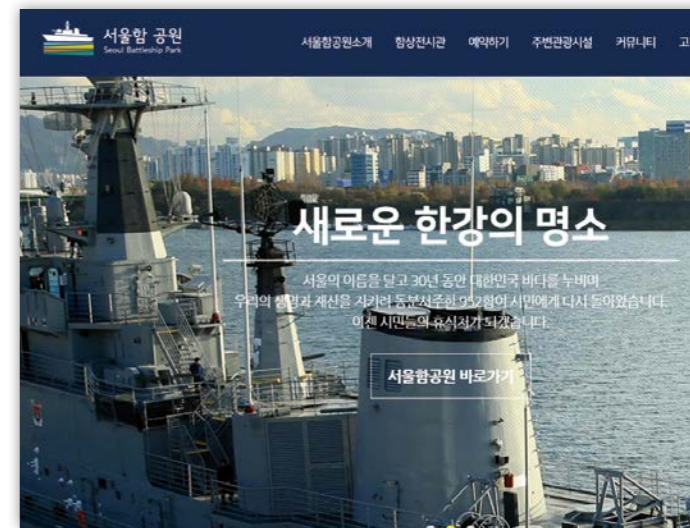 서울함 공원
Seoul Battleship Park
서울함공원소개 함상전시관 예약하기 주변관광시설 커뮤니티
새로운 한강의 명소
서울의 이름을 달고 30년 동안 대한민국 바다를 누비며
우리의 생명과 재산을 지키려 동분서주한 952함이 시민에게 다시 돌아왔습니다.
이젠 시민들의 휴식처가 되겠습니다.
서울함공원 바로가기